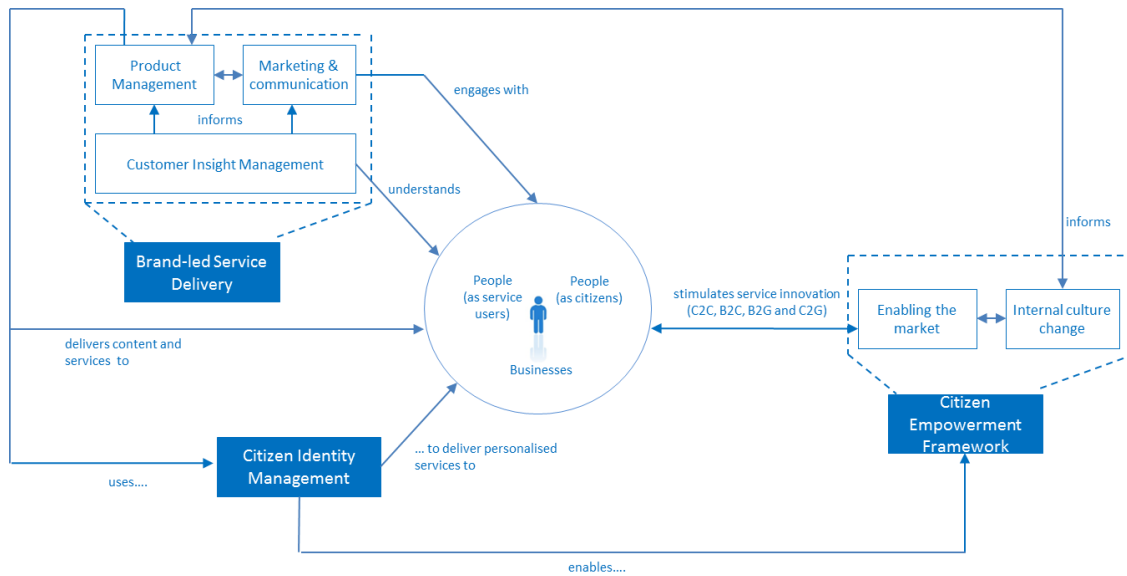 Product
Management
Marketing &
communication
informs
Customer Insight Management
engages with
understands
Brand-led Service
Delivery
People
(as service
users)
People
(as citizens)
Businesses
stimulates service innovation
(C2C, B2C, B2G and C2G)
informs
Enabling the
market
Internal culture
change
delivers content and
services to
Citizen
Empowerment
Framework
Citizen Identity
Management
... to deliver personalised
services to
uses....
enables....